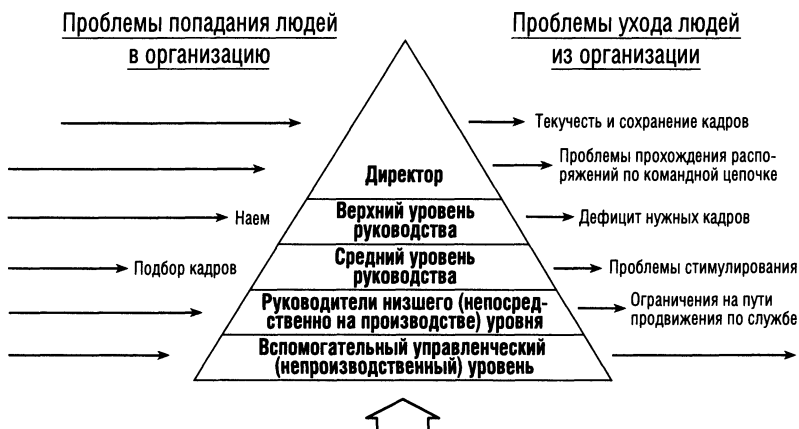 Проблемы попадания людей
в организацию
Проблемы ухода людей
из организации
Текучесть и сохранение кадров
Проблемы прохождения распо-
ряжений по командной цепочке
Директор
Наем
Верхний уровень
руководства
Дефицит нужных кадров
Подбор кадров
Средний уровень
руководства
Проблемы стимулирования
Руководители низшего (непосред-
ственно на производстве) уровня
Ограничения на пути
продвижения по службе
Вспомогательный управленческий
(непроизводственный) уровень